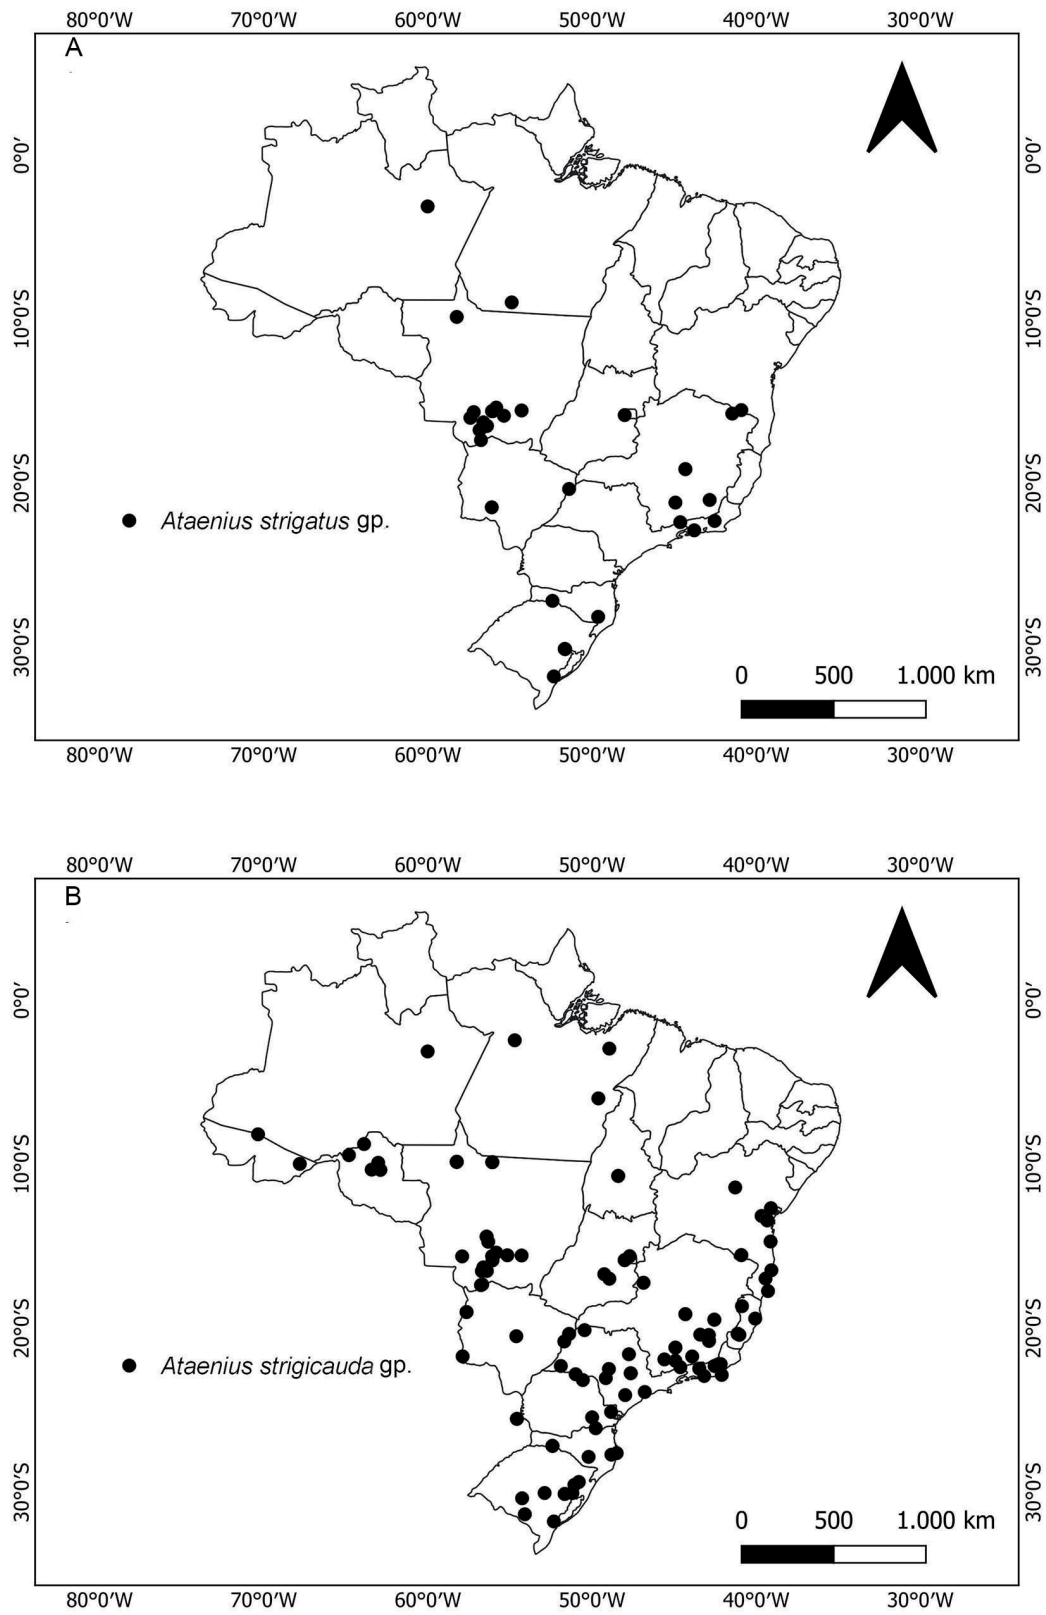 80°0′W 70°0′W 60°0′W 50°0′W 40°0′W 30°0′W
A
0°0′ 0°0′
10°0′S 10°0′S
20°0′S 20°0′S
Ataenius strigatus gp.
30°0′S 30°0′S
0 500 1.000 km
80°0′W 70°0′W 60°0′W 50°0′W 40°0′W 30°0′W
80°0′W 70°0′W 60°0′W 50°0′W 40°0′W 30°0′W
B
0°0′ 0°0′
10°0′S 10°0′S
20°0′S 20°0′S
Ataenius strigicauda gp.
30°0′S 30°0′S
0 500 1.000 km
80°0′W 70°0′W 60°0′W 50°0′W 40°0′W 30°0′W